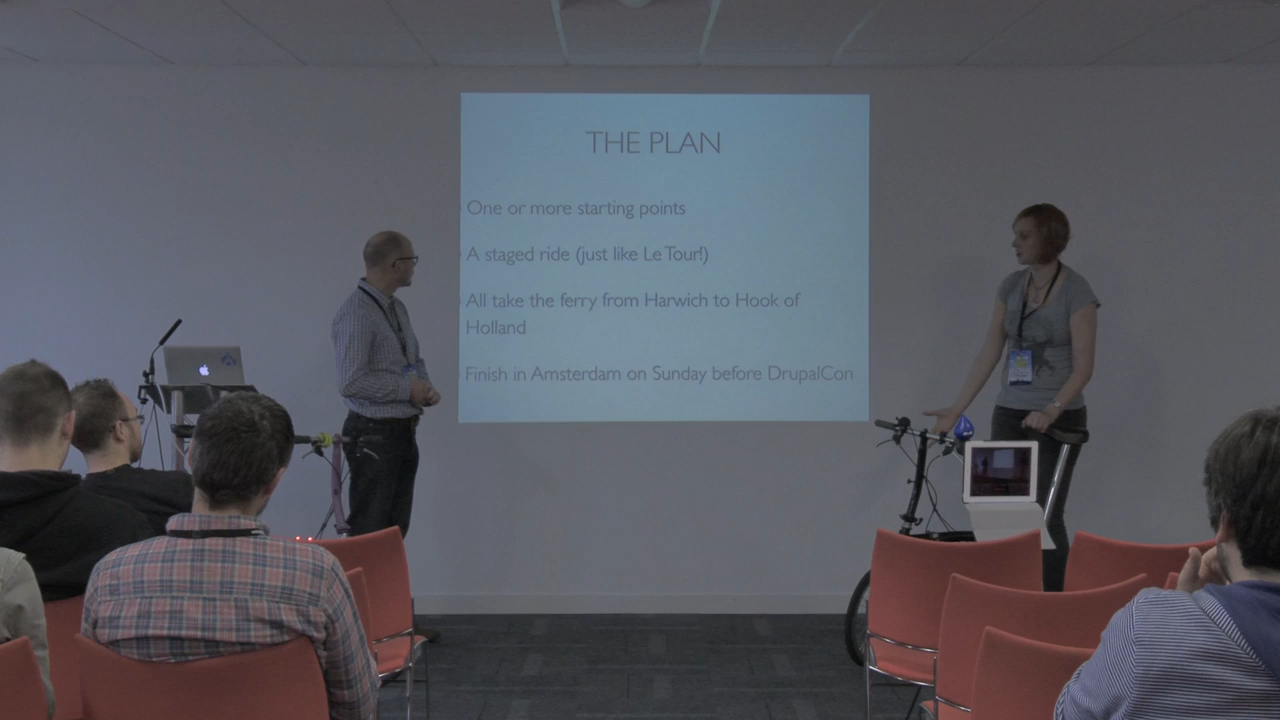 THE PLAN
One or more starting points
A staged ride (just like Le Tour!)
All take the ferry from Harwich to Hook of
Holland
Finish in Amsterdam on Sunday before DrupalCon